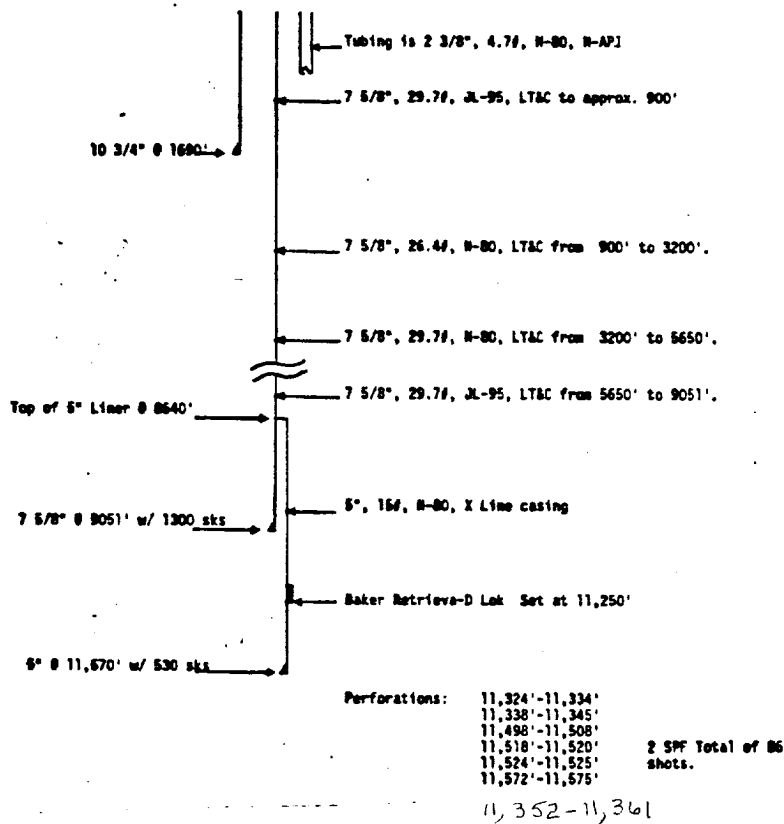 Tubing is 2 3/8", 4.7#, N-80, N-API
7 5/8", 29.7#, JL-95, LT&C to approx. 900'
10 3/4" @ 1690'
7 5/8", 26.4#, N-80, LT&C from 900' to 3200'.
7 5/8", 29.7#, N-80, LT&C from 3200' to 5650'.
7 5/8", 29.7#, JL-95, LT&C from 5650' to 9051'.
Top of 5" Liner @ 8640'
5", 15#, N-80, X Line casing
7 5/8" @ 9051' w/ 1300 sks
Baker Retrieva-D Lok Set at 11,250'
5" @ 11,670' w/ 530 sks
Perforations: 11,324'-11,334'
11,338'-11,345'
11,498'-11,508'
11,518'-11,520' 2 SPF Total of 86
11,524'-11,525' shots.
11,572'-11,575'
11,352-11,361